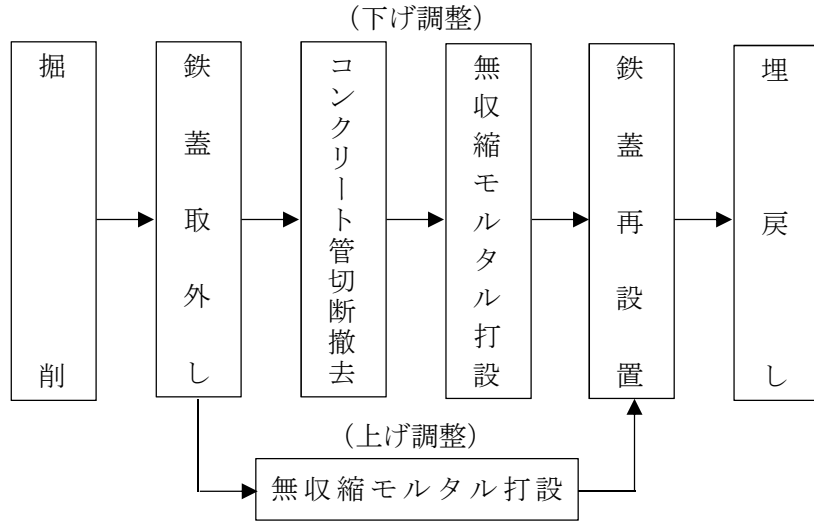 （下げ調整）
掘削
鉄蓋取外し
コンクリート管切断撤去
無収縮モルタル打設
鉄蓋再設置
埋戻し
（上げ調整）
無収縮モルタル打設